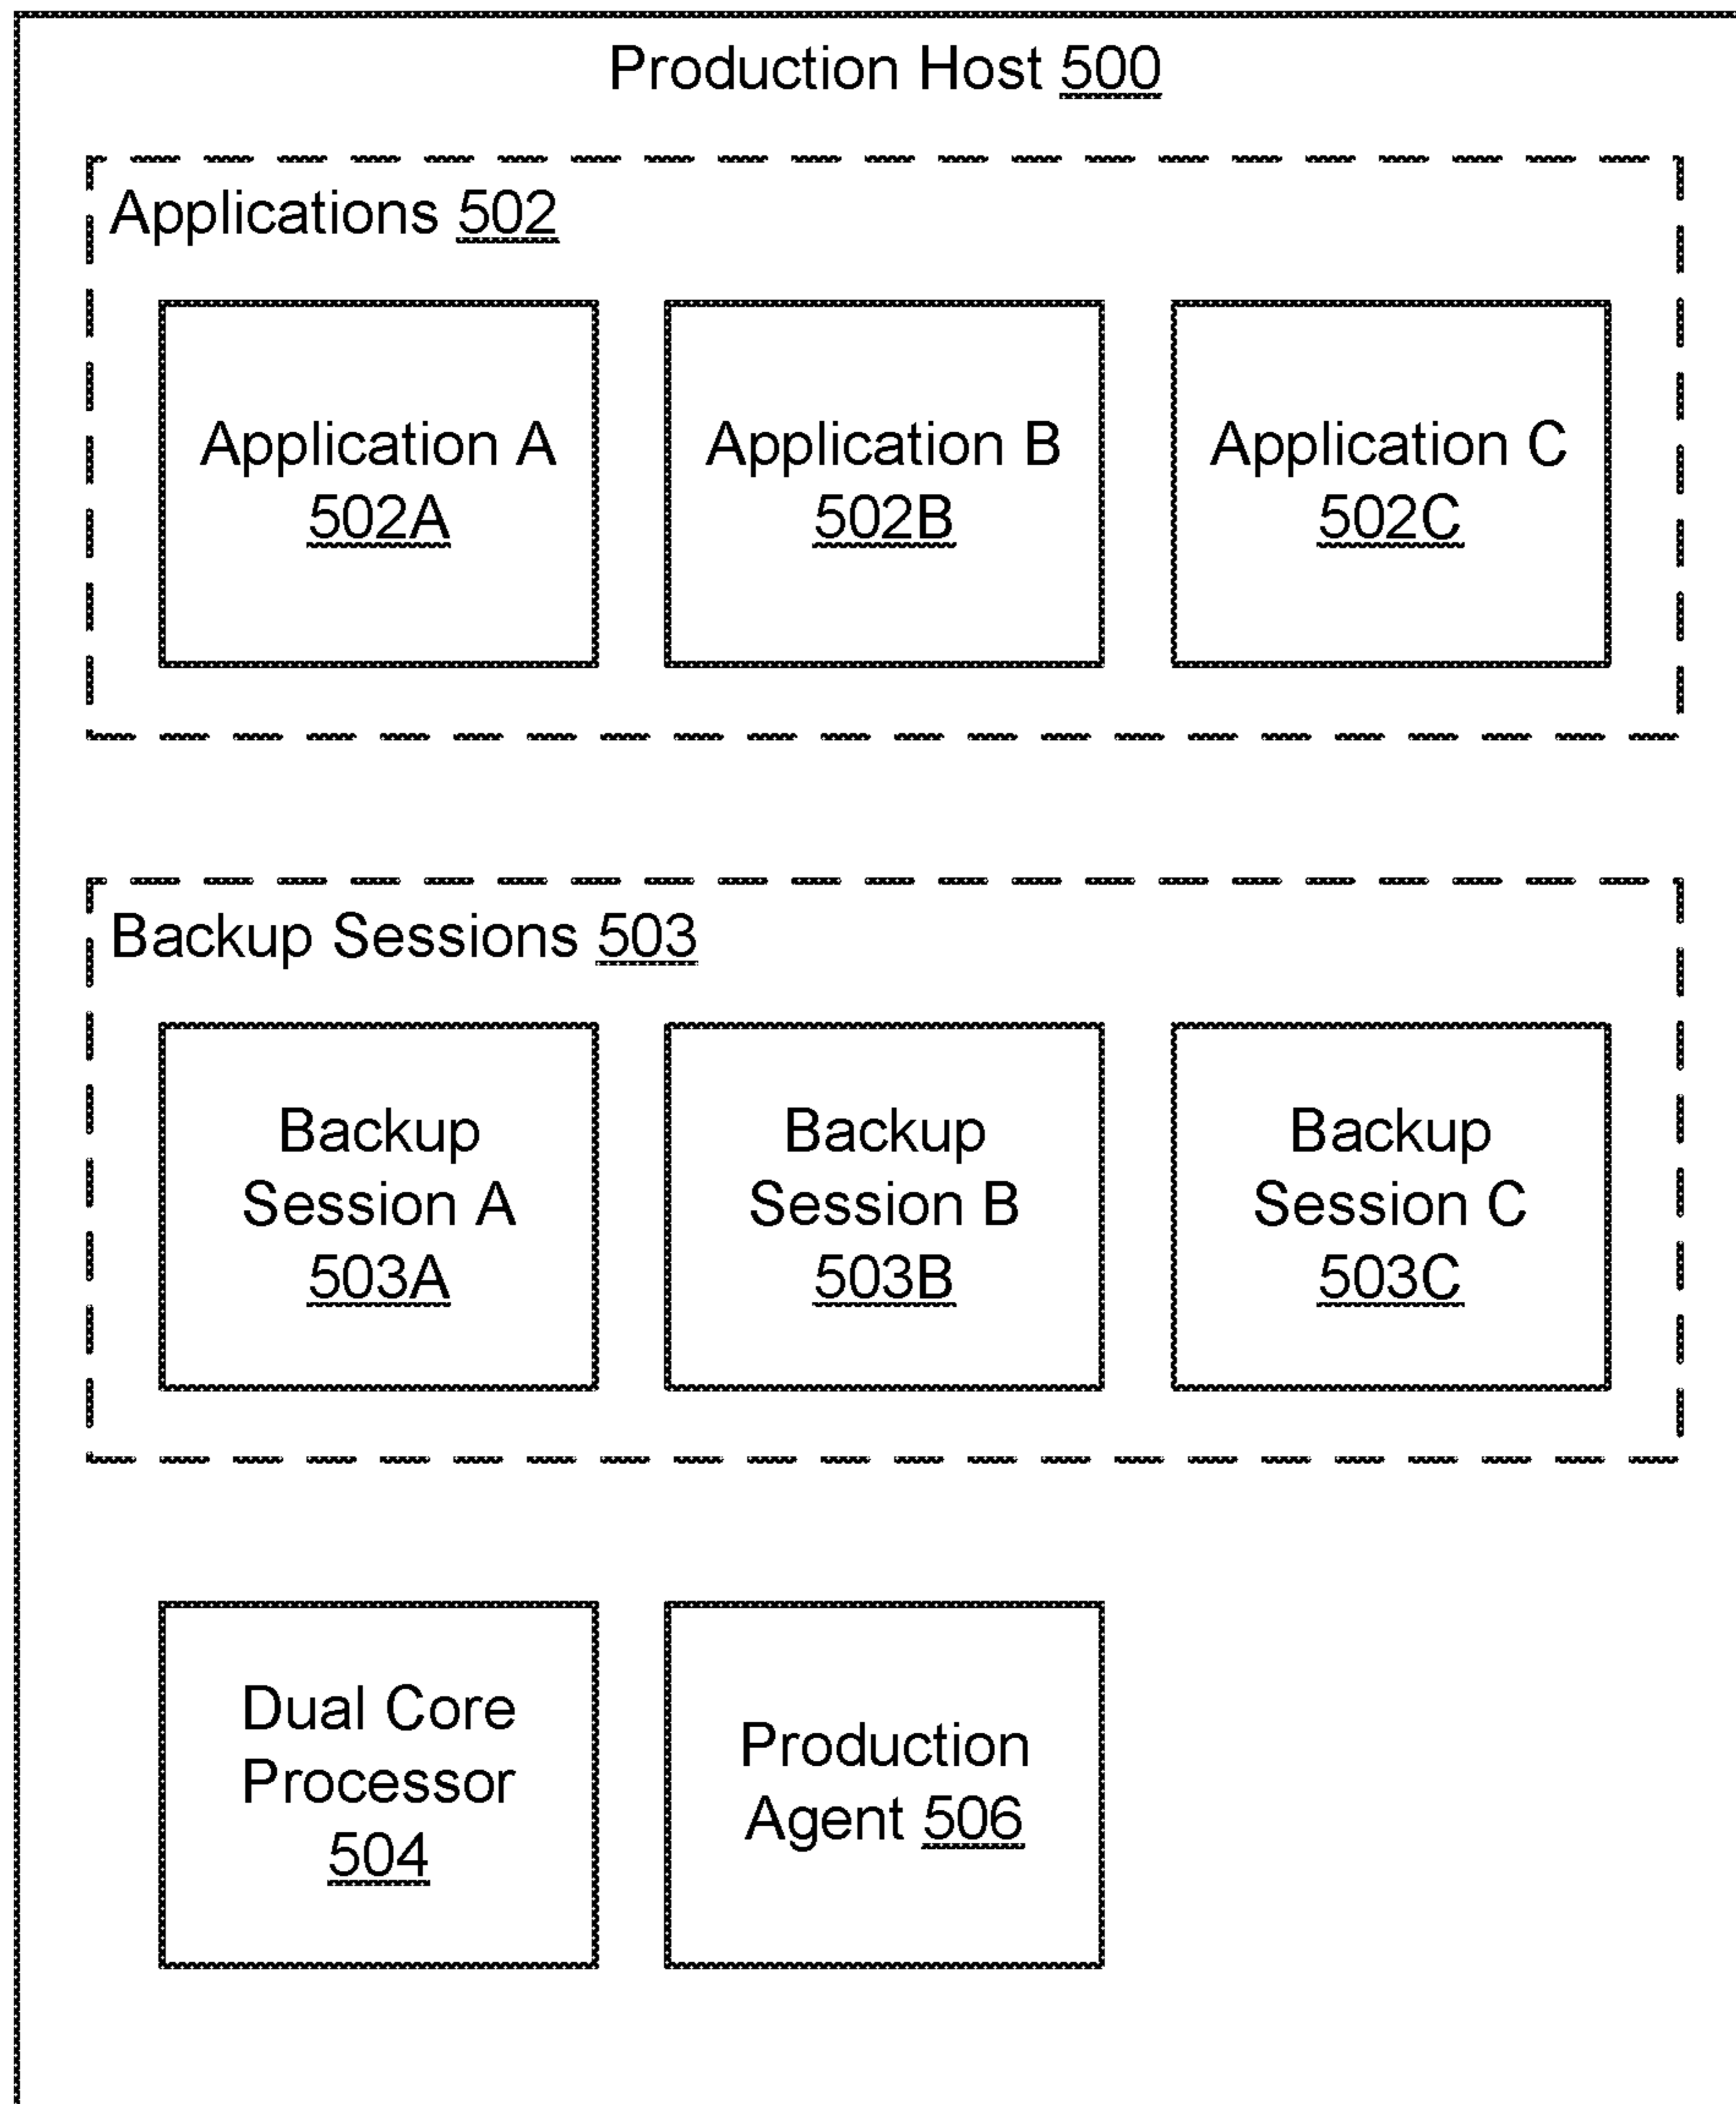 Production Host 500
Applications 502
Application A
502A
Application B
502B
Application C
502C
Backup Sessions 503
Backup
Session A
503A
Backup
Session B
503B
Backup
Session C
503C
Dual Core
Processor
504
Production
Agent 506